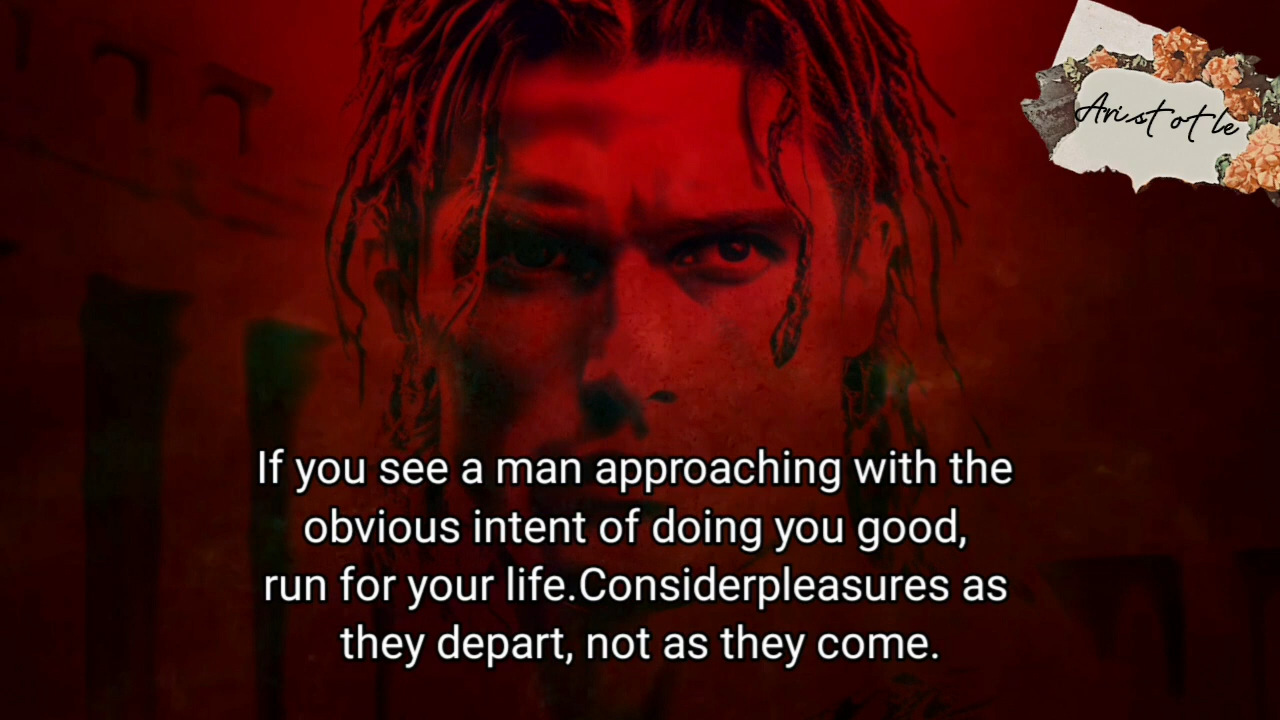 Aristotle
If you see a man approaching with the
obvious intent of doing you good,
run for your life.Considerpleasures as
they depart, not as they come.